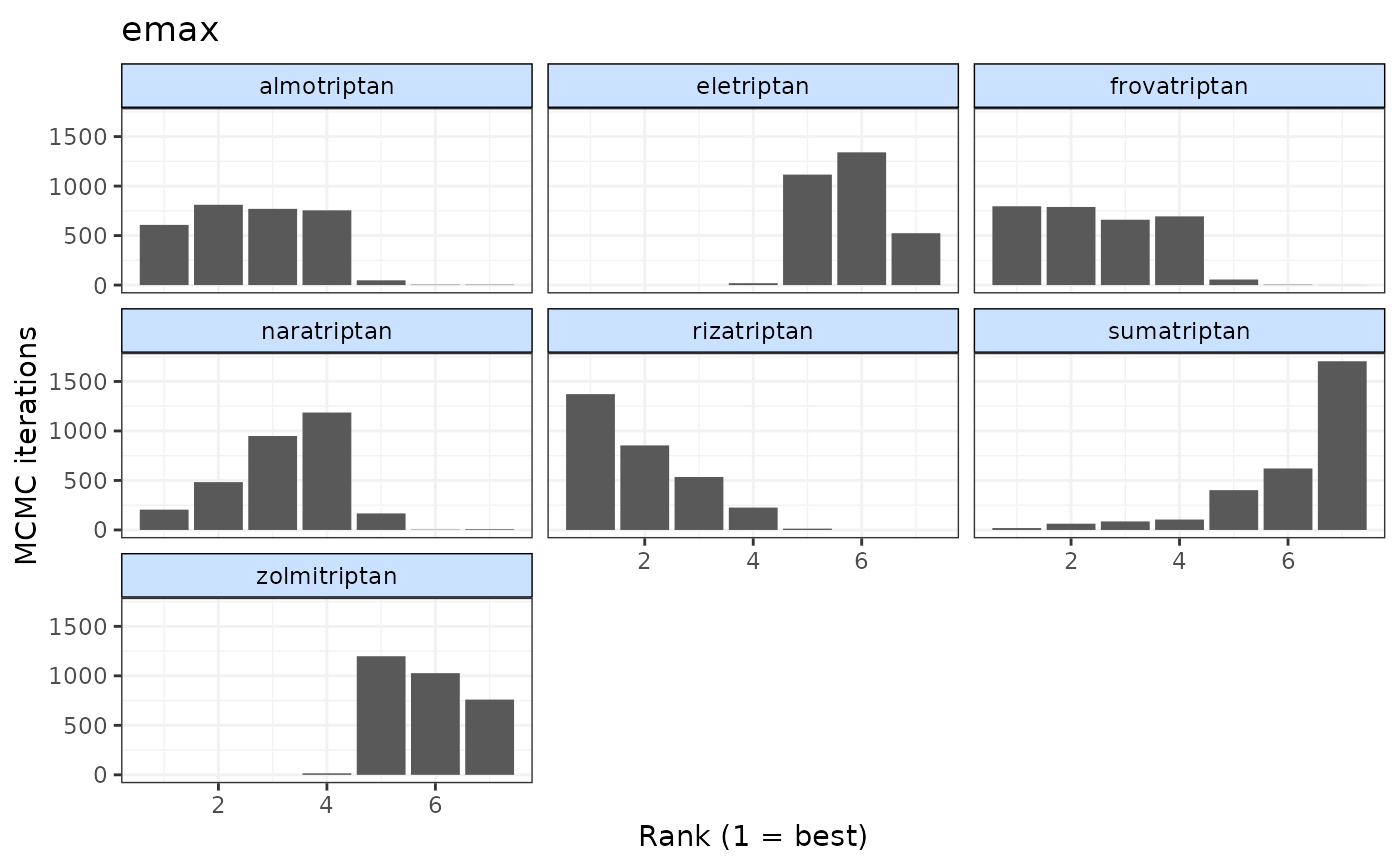 emax
almotriptan eletriptan frovatriptan
1500
1000
500
0
naratriptan rizatriptan sumatriptan
1500
1000
500
0
2 4 6 2 4 6
zolmitriptan
1500
1000
500
0
2 4 6
MCMC iterations
Rank (1 = best)